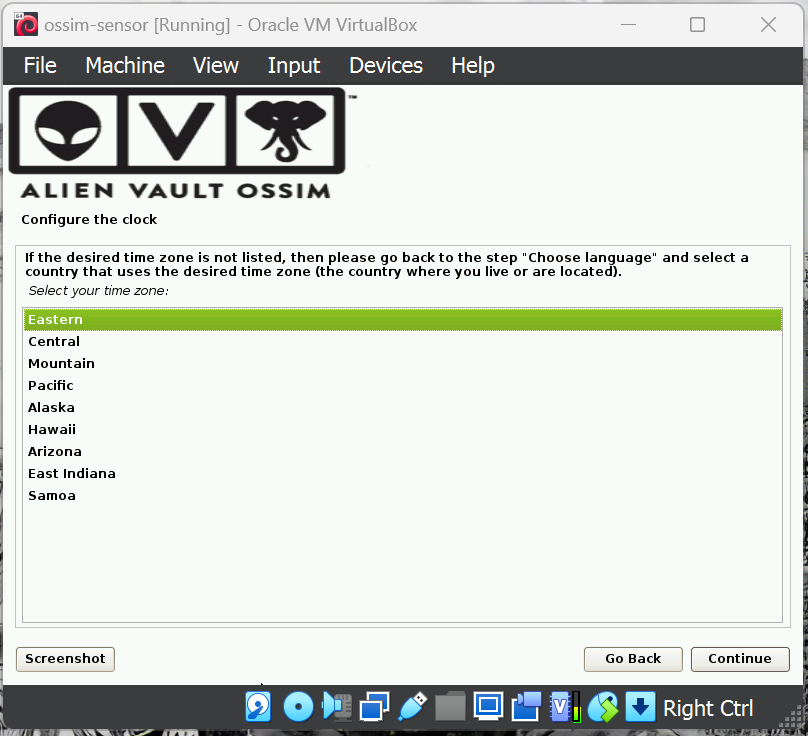 ossim-sensor [Running] - Oracle VM VirtualBox
File Machine View Input Devices Help
V ™
ALIEN VAULT OSSIM
Configure the clock
If the desired time zone is not listed, then please go back to the step "Choose language" and select a
country that uses the desired time zone (the country where you live or are located).
Select your time zone:
Eastern
Central
Mountain
Pacific
Alaska
Hawaii
Arizona
East Indiana
Samoa
Screenshot Go Back Continue
V Right Ctrl